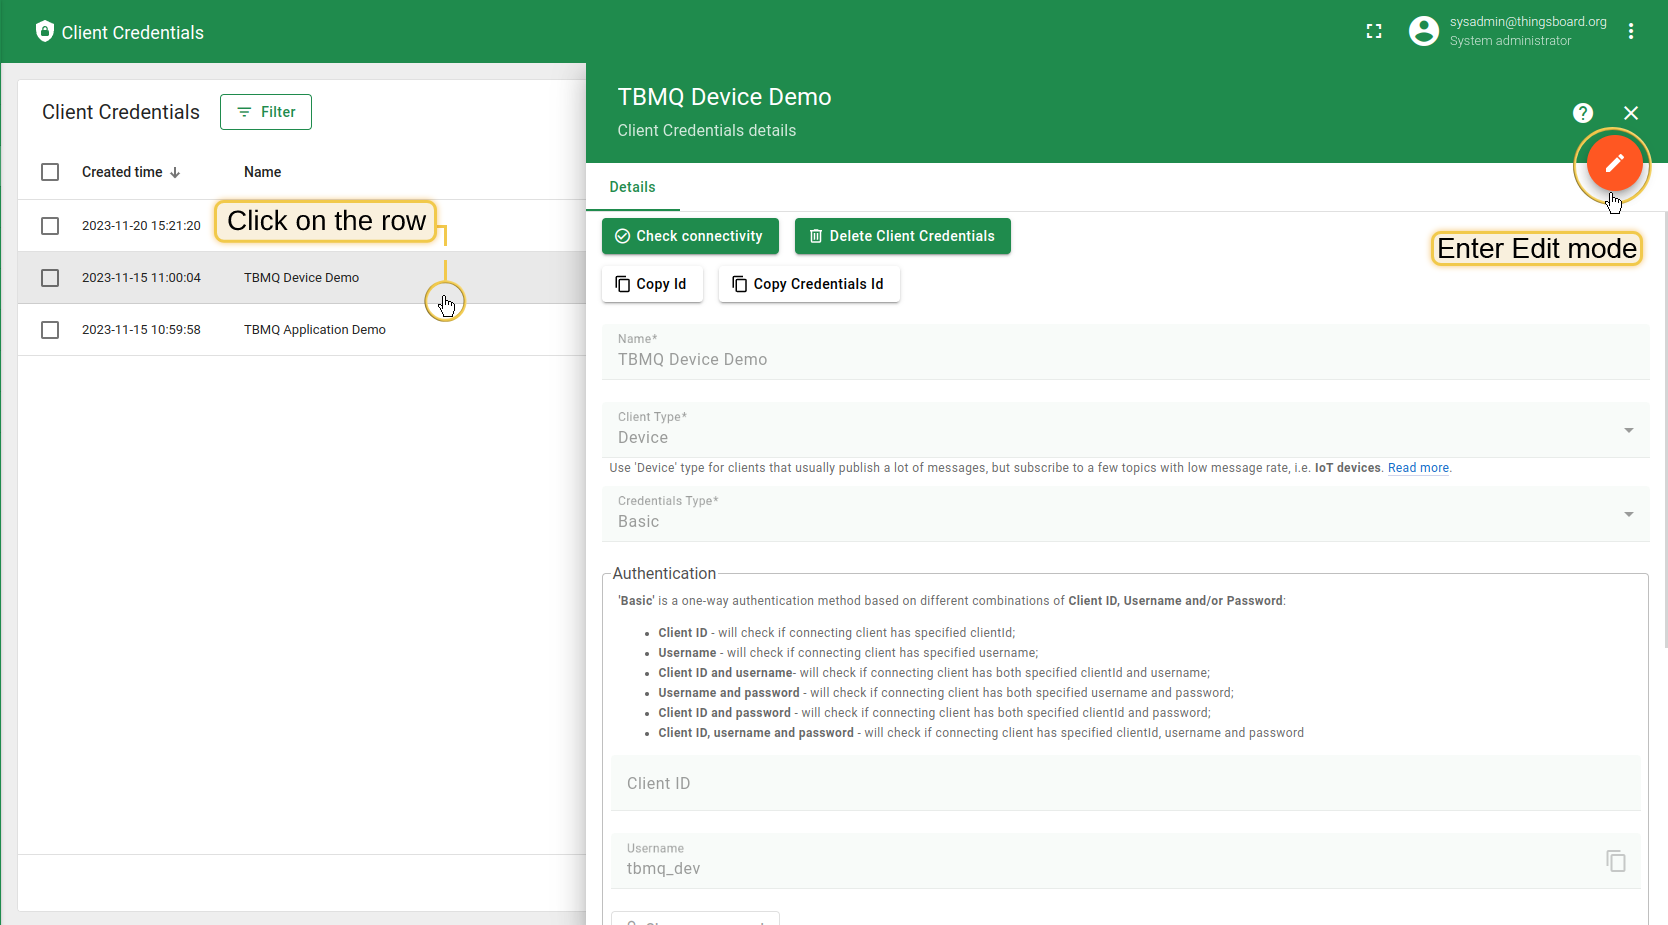 Client Credentials
sysadmin@thingsboard.org
System administrator
Client Credentials
Filter
Created time
Name
2023-11-20 15:21:20
Click on the row
2023-11-15 11:00:04
TBMQ Device Demo
2023-11-15 10:59:58
TBMQ Application Demo
TBMQ Device Demo
Client Credentials details
?
Details
Enter Edit mode
Check connectivity
Delete Client Credentials
Copy Id
Copy Credentials Id
Name*
TBMQ Device Demo
Client Type*
Device
Use 'Device' type for clients that usually publish a lot of messages, but subscribe to a few topics with low message rate, i.e. IoT devices. Read more.
Credentials Type*
Basic
Authentication
'Basic' is a one-way authentication method based on different combinations of Client ID, Username and/or Password:
• Client ID - will check if connecting client has specified clientId;
• Username - will check if connecting client has specified username;
• Client ID and username- will check if connecting client has both specified clientId and username;
• Username and password - will check if connecting client has both specified username and password;
• Client ID and password - will check if connecting client has both specified clientId and password;
• Client ID, username and password - will check if connecting client has specified clientId, username and password
Client ID
Username
tbmq_dev